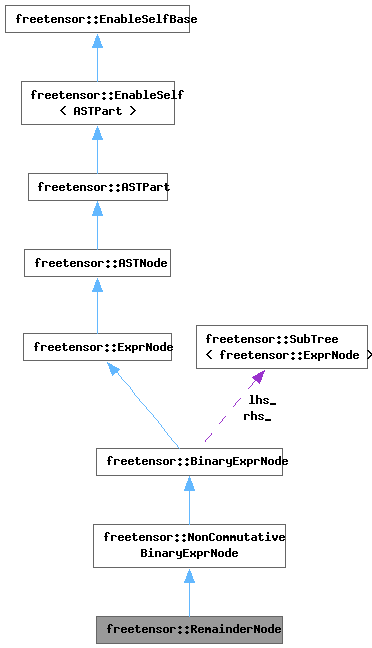 freetensor::EnableSelfBase
freetensor::EnableSelf
< ASTPart >
freetensor::ASTPart
freetensor::ASTNode
freetensor::ExprNode
freetensor::SubTree
< freetensor::ExprNode >
lhs_
rhs_
freetensor::BinaryExprNode
freetensor::NonCommutative
BinaryExprNode
freetensor::RemainderNode